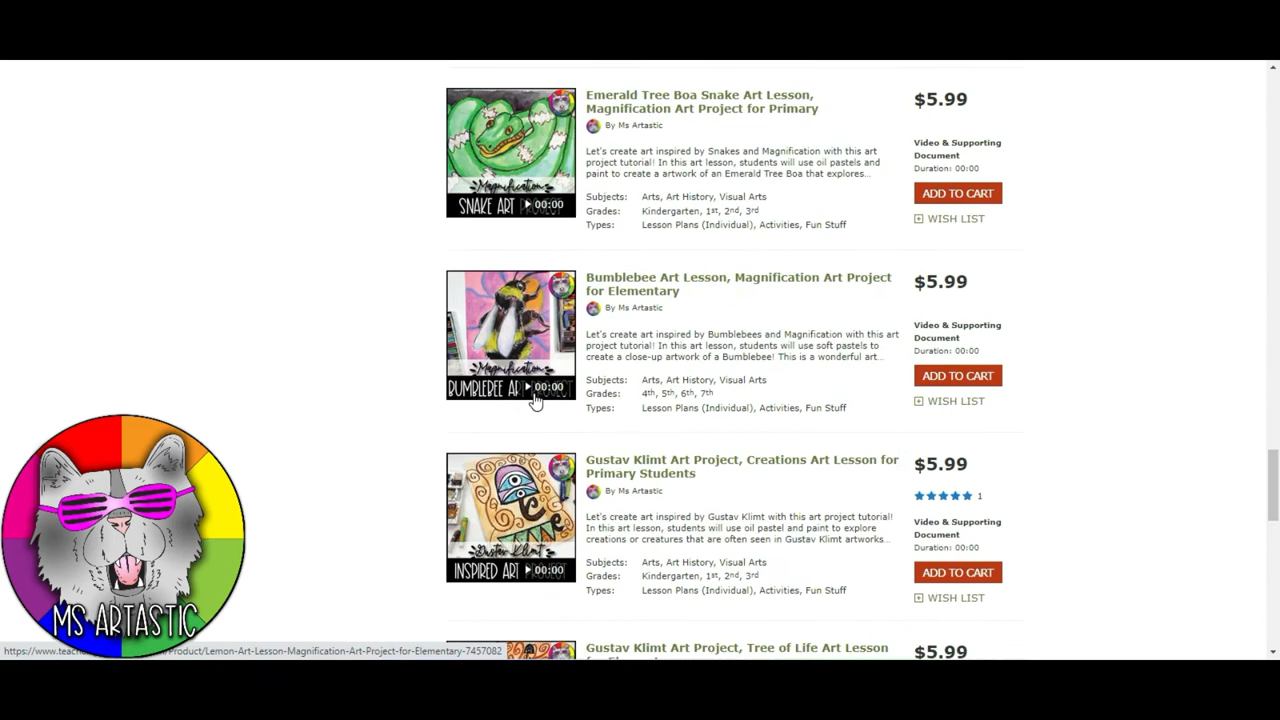 Emerald Tree Boa Snake Art Lesson,
Magnification Art Project for Primary
By Ms Artastic
Let's create art inspired by Snakes and Magnification with this art
project tutorial! In this art lesson, students will use oil pastels and
paint to create a artwork of an Emerald Tree Boa that explores...
Subjects: Arts, Art History, Visual Arts
Grades: Kindergarten, 1st, 2nd, 3rd
Types: Lesson Plans (Individual), Activities, Fun Stuff
$5.99
Video & Supporting
Document
Duration: 00:00
ADD TO CART
WISH LIST
Magnification
SNAKE ART PROJECT
00:00
Bumblebee Art Lesson, Magnification Art Project
for Elementary
By Ms Artastic
Let's create art inspired by Bumblebees and Magnification with this art
project tutorial! In this art lesson, students will use soft pastels to
create a close-up artwork of a Bumblebee! This is a wonderful art...
Subjects: Arts, Art History, Visual Arts
Grades: 4th, 5th, 6th, 7th
Types: Lesson Plans (Individual), Activities, Fun Stuff
$5.99
Video & Supporting
Document
Duration: 00:00
ADD TO CART
WISH LIST
Magnification
BUMBLEBEE ART PROJECT
00:00
Gustav Klimt Art Project, Creations Art Lesson for
Primary Students
By Ms Artastic
Let's create art inspired by Gustav Klimt with this art project tutorial!
In this art lesson, students will use oil pastel and paint to explore
creations or creatures that are often seen in Gustav Klimt artworks...
Subjects: Arts, Art History, Visual Arts
Grades: Kindergarten, 1st, 2nd, 3rd
Types: Lesson Plans (Individual), Activities, Fun Stuff
$5.99
1
Video & Supporting
Document
Duration: 00:00
ADD TO CART
WISH LIST
Gustav Klimt
INSPIRED ART PROJECT
00:00
Gustav Klimt Art Project, Tree of Life Art Lesson
$5.99
MS ARTASTIC
https://www.teac
Product/Lemon-Art-Lesson-Magnification-Art-Project-for-Elementary-7457082